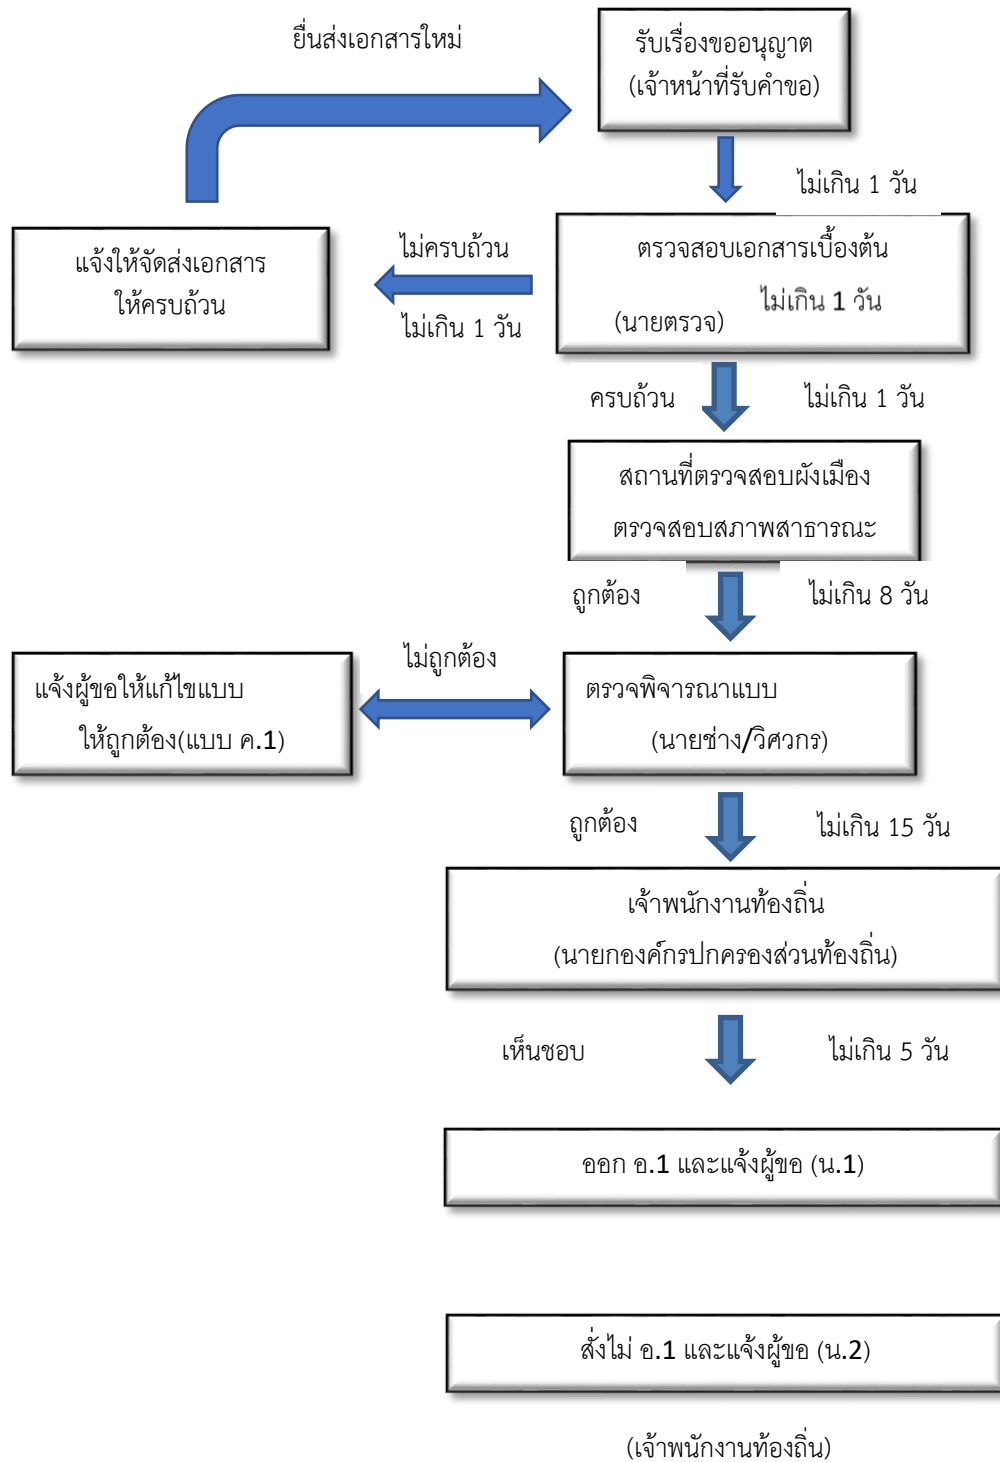 ยื่นส่งเอกสารใหม่
รับเรื่องขออนุญาต
(เจ้าหน้าที่รับคำขอ)
ไม่เกิน 1 วัน
แจ้งให้จัดส่งเอกสาร
ให้ครบถ้วน
ไม่ครบถ้วน
ไม่เกิน 1 วัน
ตรวจสอบเอกสารเบื้องต้น
ไม่เกิน 1 วัน
(นายตรวจ)
ครบถ้วน
ไม่เกิน 1 วัน
สถานที่ตรวจสอบผังเมือง
ตรวจสอบสภาพสาธารณะ
ถูกต้อง
ไม่เกิน 8 วัน
แจ้งผู้ขอให้แก้ไขแบบ
ให้ถูกต้อง(แบบ ค.1)
ไม่ถูกต้อง
ตรวจพิจารณาแบบ
(นายช่าง/วิศวกร)
ถูกต้อง
ไม่เกิน 15 วัน
เจ้าพนักงานท้องถิ่น
(นายกองค์กรปกครองส่วนท้องถิ่น)
เห็นชอบ
ไม่เกิน 5 วัน
ออก อ.1 และแจ้งผู้ขอ (น.1)
สั่งไม่ อ.1 และแจ้งผู้ขอ (น.2)
(เจ้าพนักงานท้องถิ่น)